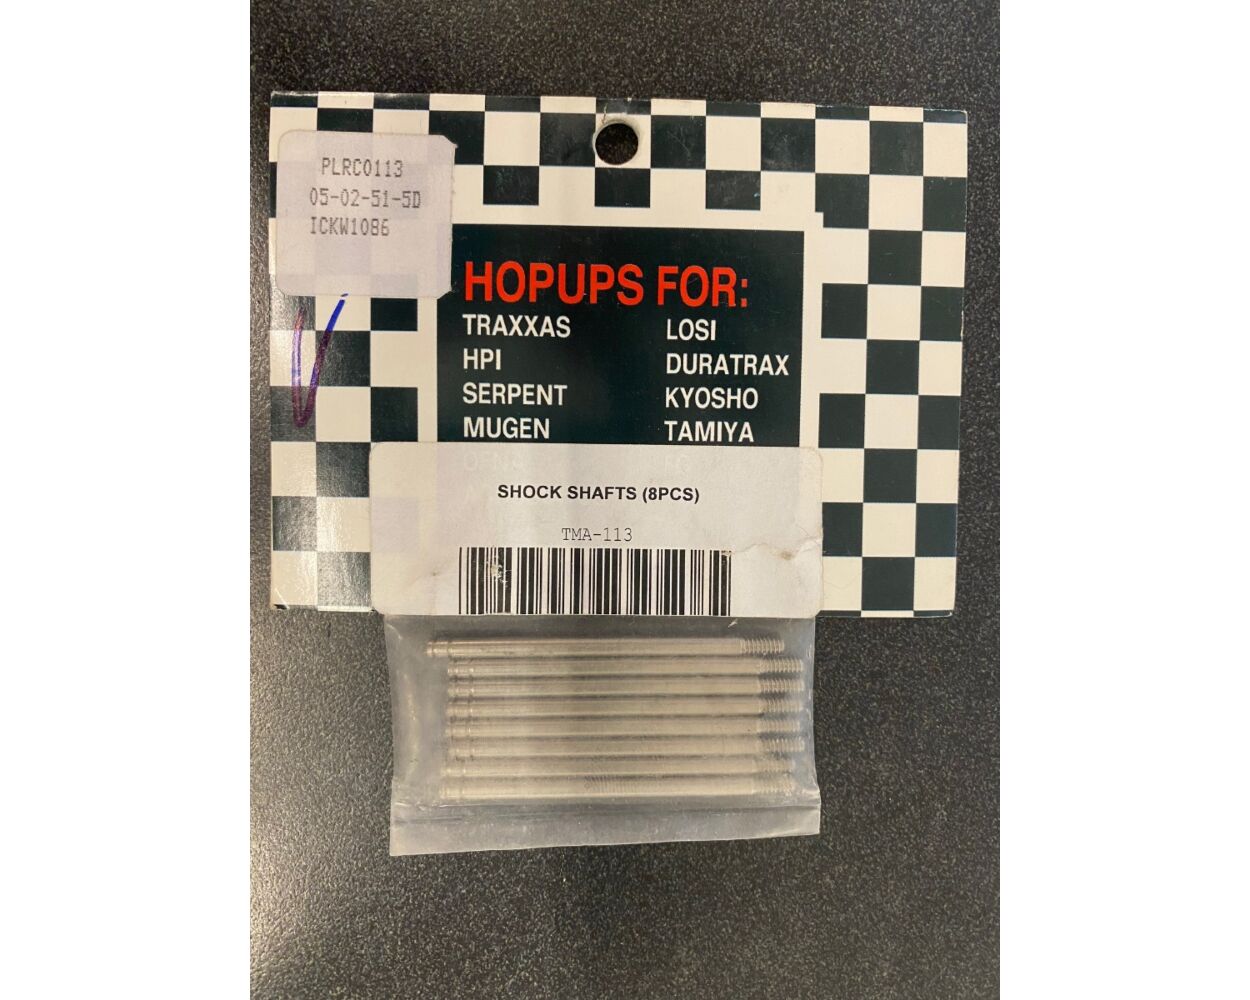 PLRC0113
05-02-51-5D
ICKW1086
HOPUPS FOR:
TRAXXAS LOSI
HPI DURATRAX
SERPENT KYOSHO
MUGEN TAMIYA
SHOCK SHAFTS (8PCS)
TMA-113